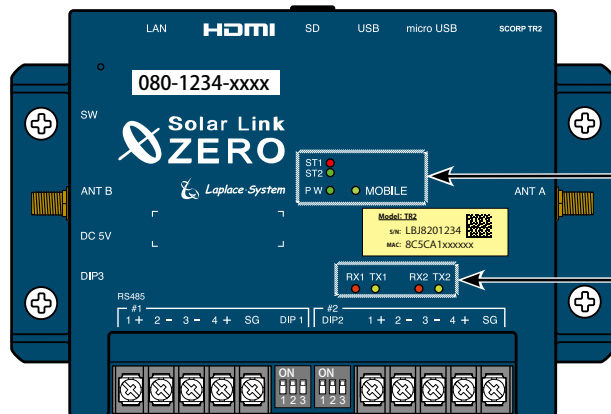 LAN HDMI SD USB micro USB SCORP TR2
080-1234-xxxx
SW
Solar Link
ZERO
ST1
ST2
PW MOBILE
Laplace System
ANT B
ANT A
Model: TR2
S/N: LBJ8201234
MAC: 8C5CA1xxxxxx
DC 5V
DIP3
RX1 TX1 RX2 TX2
RS485
#1 #2
1 + 2 - 3 - 4 + SG DIP 1 DIP2 1 + 2 - 3 - 4 + SG
ON ON
1 2 3 1 2 3